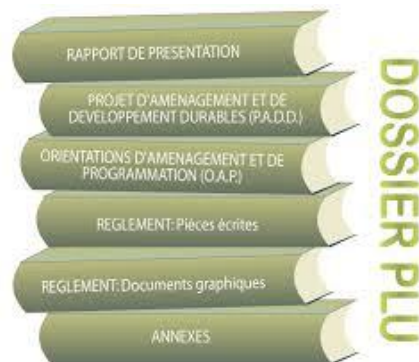 RAPPORT DE PRESENTATION
PROJET D'AMENAGEMENT ET DE
DEVELOPPEMENT DURABLES (P.A.D.D.)
ORIENTATIONS D'AMENAGEMENT ET DE
PROGRAMMATION (O.A.P.)
REGLEMENT: Pièces écrites
REGLEMENT: Documents graphiques
ANNEXES
DOSSIER PLU